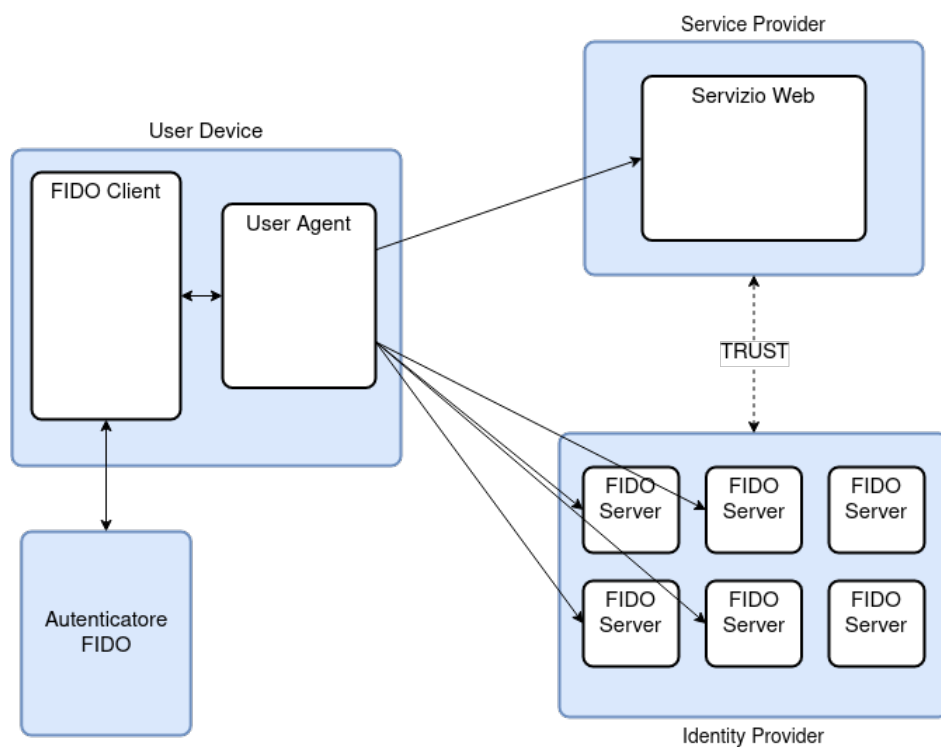 Service Provider
Servizio Web
User Device
FIDO Client
User Agent
TRUST
FIDO
Server
FIDO
Server
FIDO
Server
FIDO
Server
FIDO
Server
FIDO
Server
Autenticatore
FIDO
Identity Provider